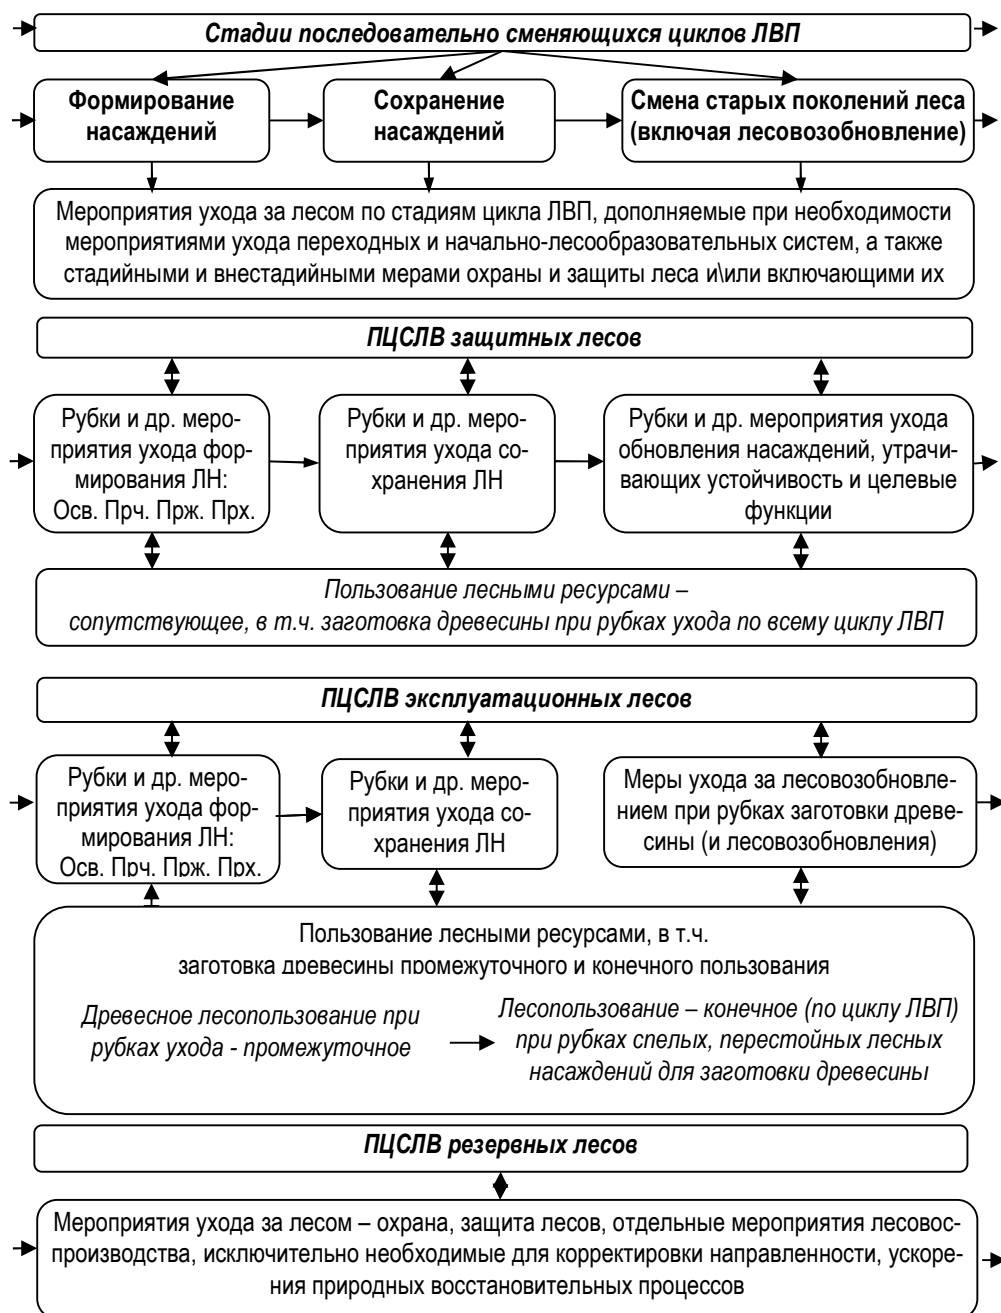 Стадии последовательно сменяющихся циклов ЛВП
Формирование
насаждений
Сохранение
насаждений
Смена старых поколений леса
(включая лесовозобновление)
Мероприятия ухода за лесом по стадиям цикла ЛВП, дополняемые при необходимости
мероприятиями ухода переходных и начально-лесообразовательных систем, а также
стадийными и внестадийными мерами охраны и защиты леса и\или включающими их
ПЦСЛВ защитных лесов
Рубки и др. меро-
приятия ухода фор-
мирования ЛН:
Осв. Прч. Прж. Прх.
Рубки и др. меро-
приятия ухода со-
хранения ЛН
Рубки и др. мероприятия ухода
обновления насаждений, утрачи-
вающих устойчивость и целевые
функции
Пользование лесными ресурсами –
сопутствующее, в т.ч. заготовка древесины при рубках ухода по всему циклу ЛВП
ПЦСЛВ эксплуатационных лесов
Рубки и др. меро-
приятия ухода фор-
мирования ЛН:
Осв. Прч. Прж. Прх.
Рубки и др. меро-
приятия ухода со-
хранения ЛН
Меры ухода за лесовозобновле-
нием при рубках заготовки древе-
сины (и лесовозобновления)
Пользование лесными ресурсами, в т.ч.
заготовка древесины промежуточного и конечного пользования
Древесное лесопользование при
рубках ухода - промежуточное
Лесопользование – конечное (по циклу ЛВП)
при рубках спелых, перестойных лесных
насаждений для заготовки древесины
ПЦСЛВ резервных лесов
Мероприятия ухода за лесом – охрана, защита лесов, отдельные мероприятия лесовос-
производства, исключительно необходимые для корректировки направленности, ускоре-
ния природных восстановительных процессов